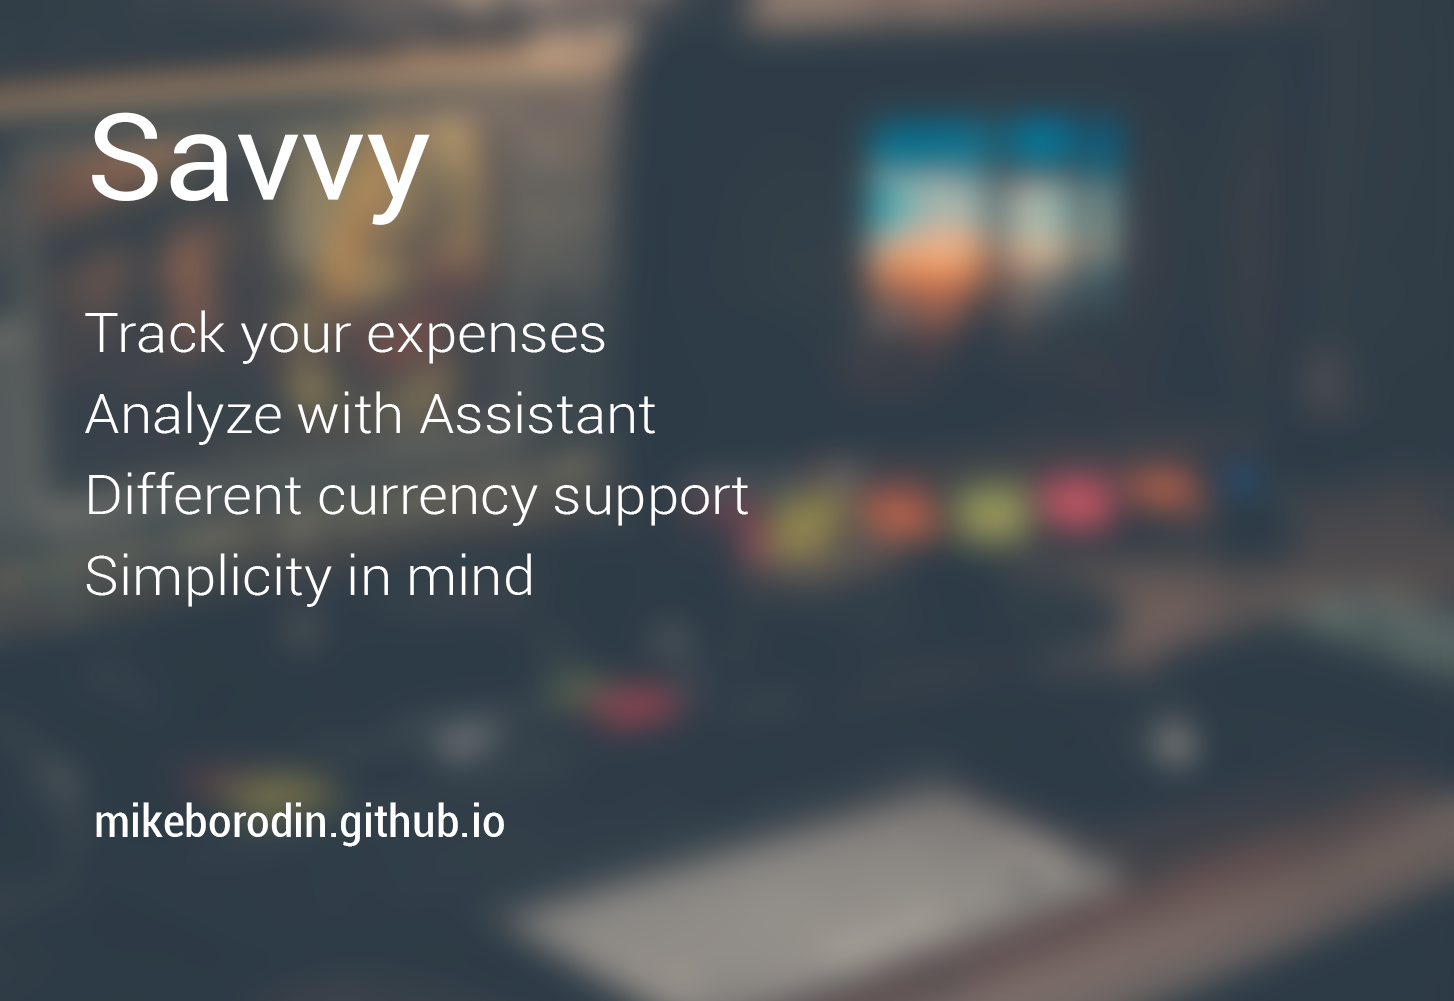 Savvy
Track your expenses
Analyze with Assistant
Different currency support
Simplicity in mind
mikeborodin.github.io